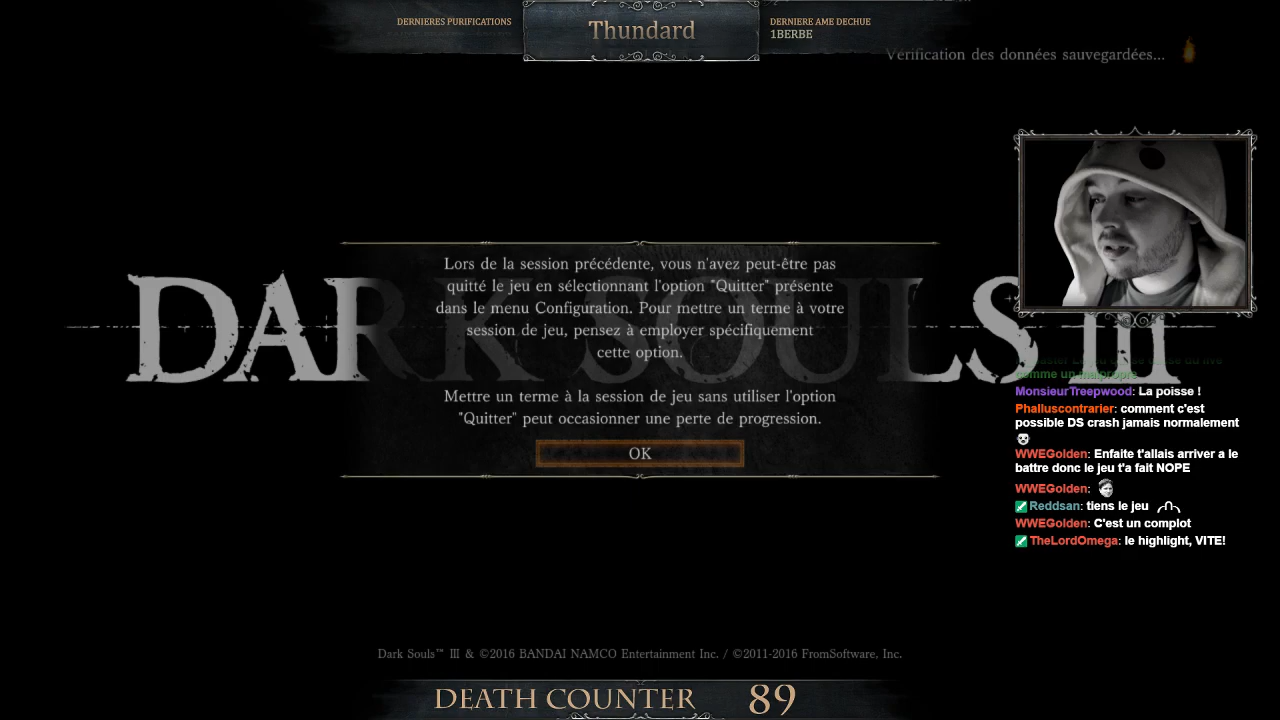 DERNIERES PURIFICATIONS
Thundard
DERNIERE AME DECHUE
1BERBE
Vérification des données sauvegardées...
DARK SOULS III
Lors de la session précédente, vous n'avez peut-être pas
quitté le jeu en sélectionnant l'option "Quitter" présente
dans le menu Configuration. Pour mettre un terme à votre
session de jeu, pensez à employer spécifiquement
cette option.
Mettre un terme à la session de jeu sans utiliser l'option
"Quitter" peut occasionner une perte de progression.
OK
comme un malpropre
MonsieurTreepwood: La poisse !
Phalluscontrarier: comment c'est
possible DS crash jamais normalement
WWEGolden: Enfaite t'allais arriver a le
battre donc le jeu t'a fait NOPE
WWEGolden:
Reddsan: tiens le jeu
WWEGolden: C'est un complot
TheLordOmega: le highlight, VITE!
Dark Souls™ III & ©2016 BANDAI NAMCO Entertainment Inc. / ©2011-2016 FromSoftware, Inc.
DEATH COUNTER 89